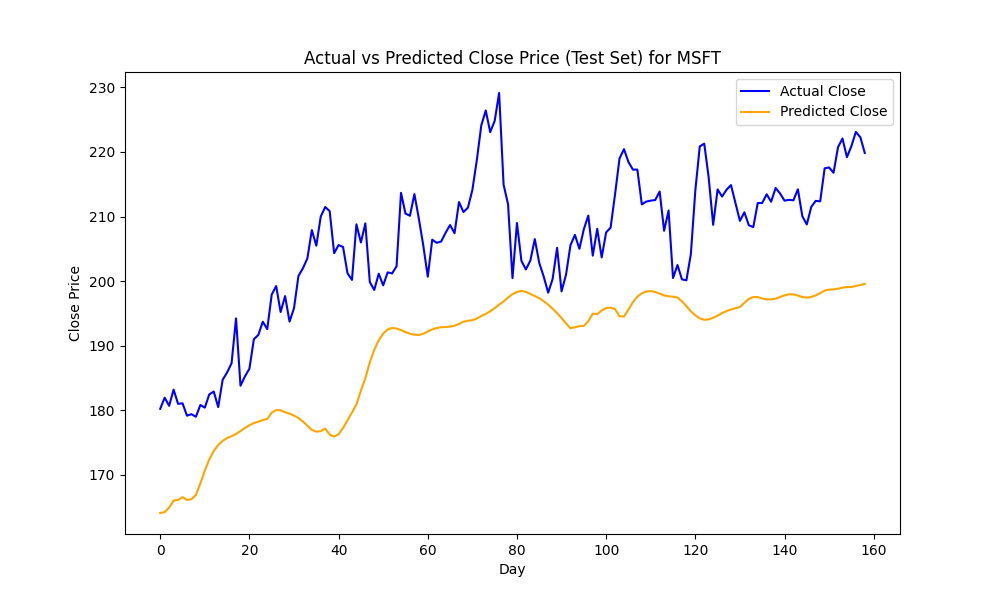 Actual vs Predicted Close Price (Test Set) for MSFT
Actual Close
Predicted Close
Close Price
230
220
210
200
190
180
170
0 20 40 60 80 100 120 140 160
Day